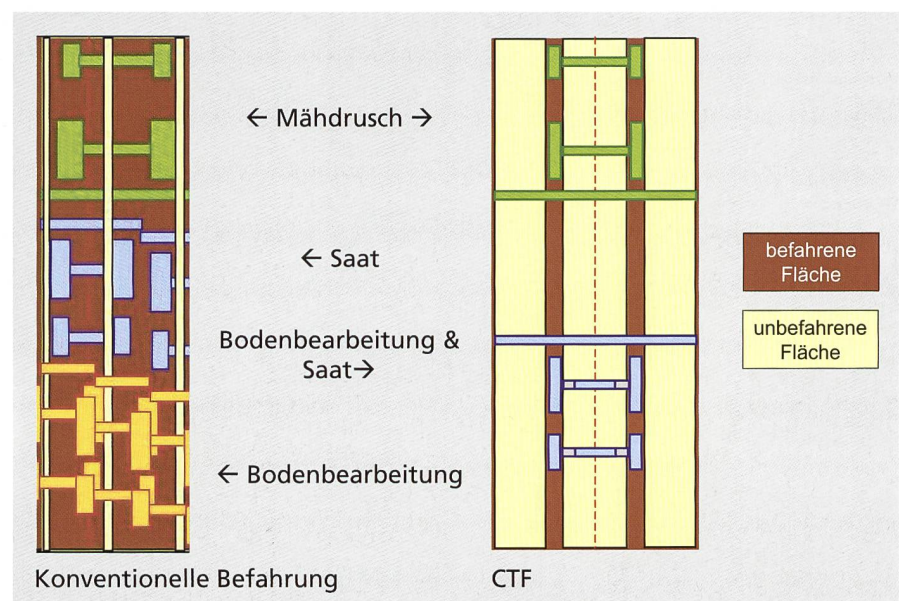 ← Mähdrusch →
← Saat
Bodenbearbeitung &
Saat→
← Bodenbearbeitung
befahrene
Fläche
unbefahrene
Fläche
Konventionelle Befahrung
CTF